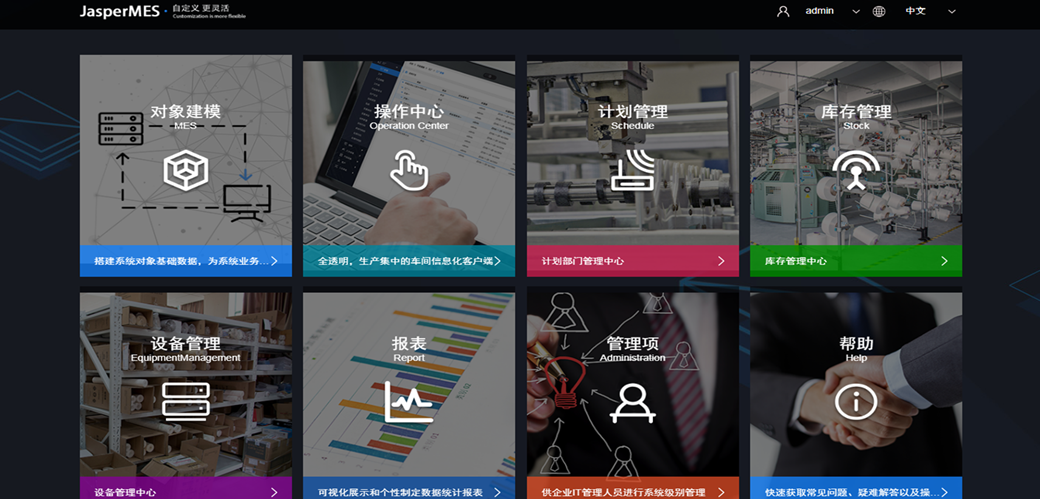 JasperMES · 自定义 更灵活
Customization is more flexible
admin
中文
对象建模
MES
搭建系统对象基础数据，为系统业务...
操作中心
Operation Center
全透明，生产集中的车间信息化客户端
计划管理
Schedule
计划部门管理中心
库存管理
Stock
库存管理中心
设备管理
EquipmentManagement
设备管理中心
报表
Report
可视化展示和个性制定数据统计报表
管理项
Administration
供企业IT管理人员进行系统级别管理
帮助
Help
快速获取常见问题、疑难解答以及操...